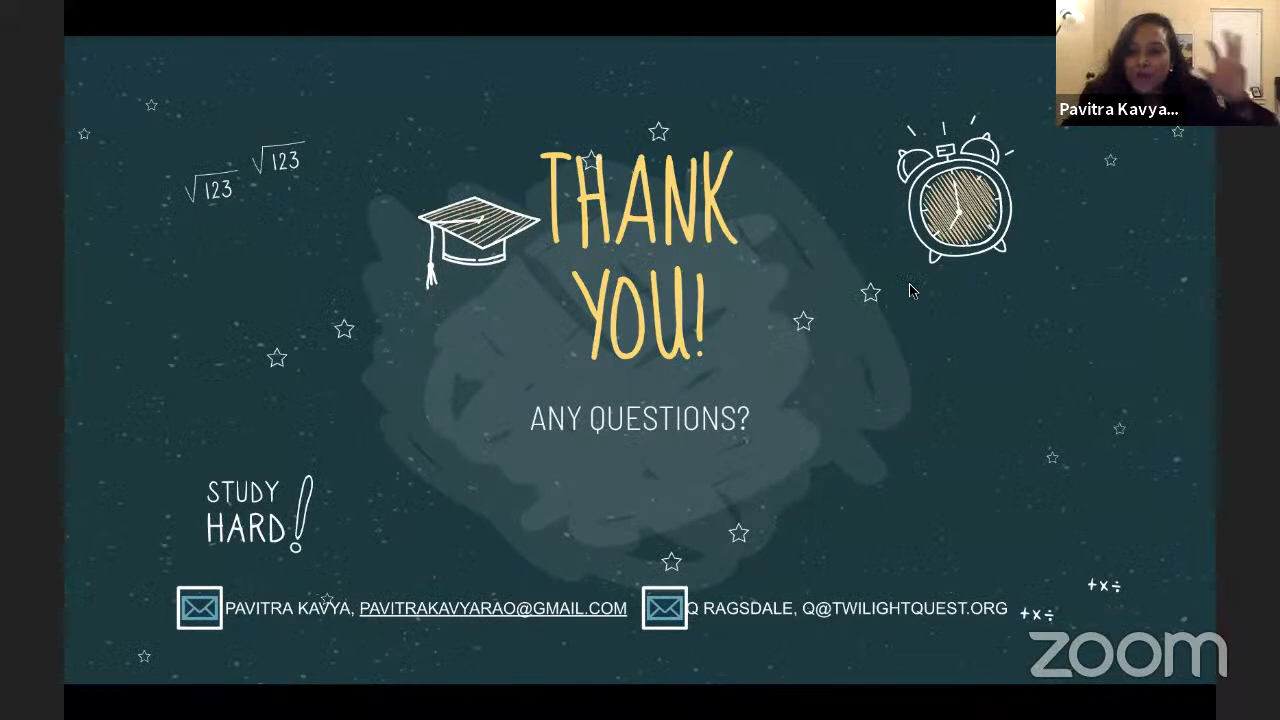 Pavitra Kavya...
√123
√123
THANK
YOU!
ANY QUESTIONS?
STUDY
HARD!
PAVITRA KAVYA, PAVITRAKAVYARAO@GMAIL.COM
Q RAGSDALE, Q@TWILIGHTQUEST.ORG
+×÷
+×÷
zoom